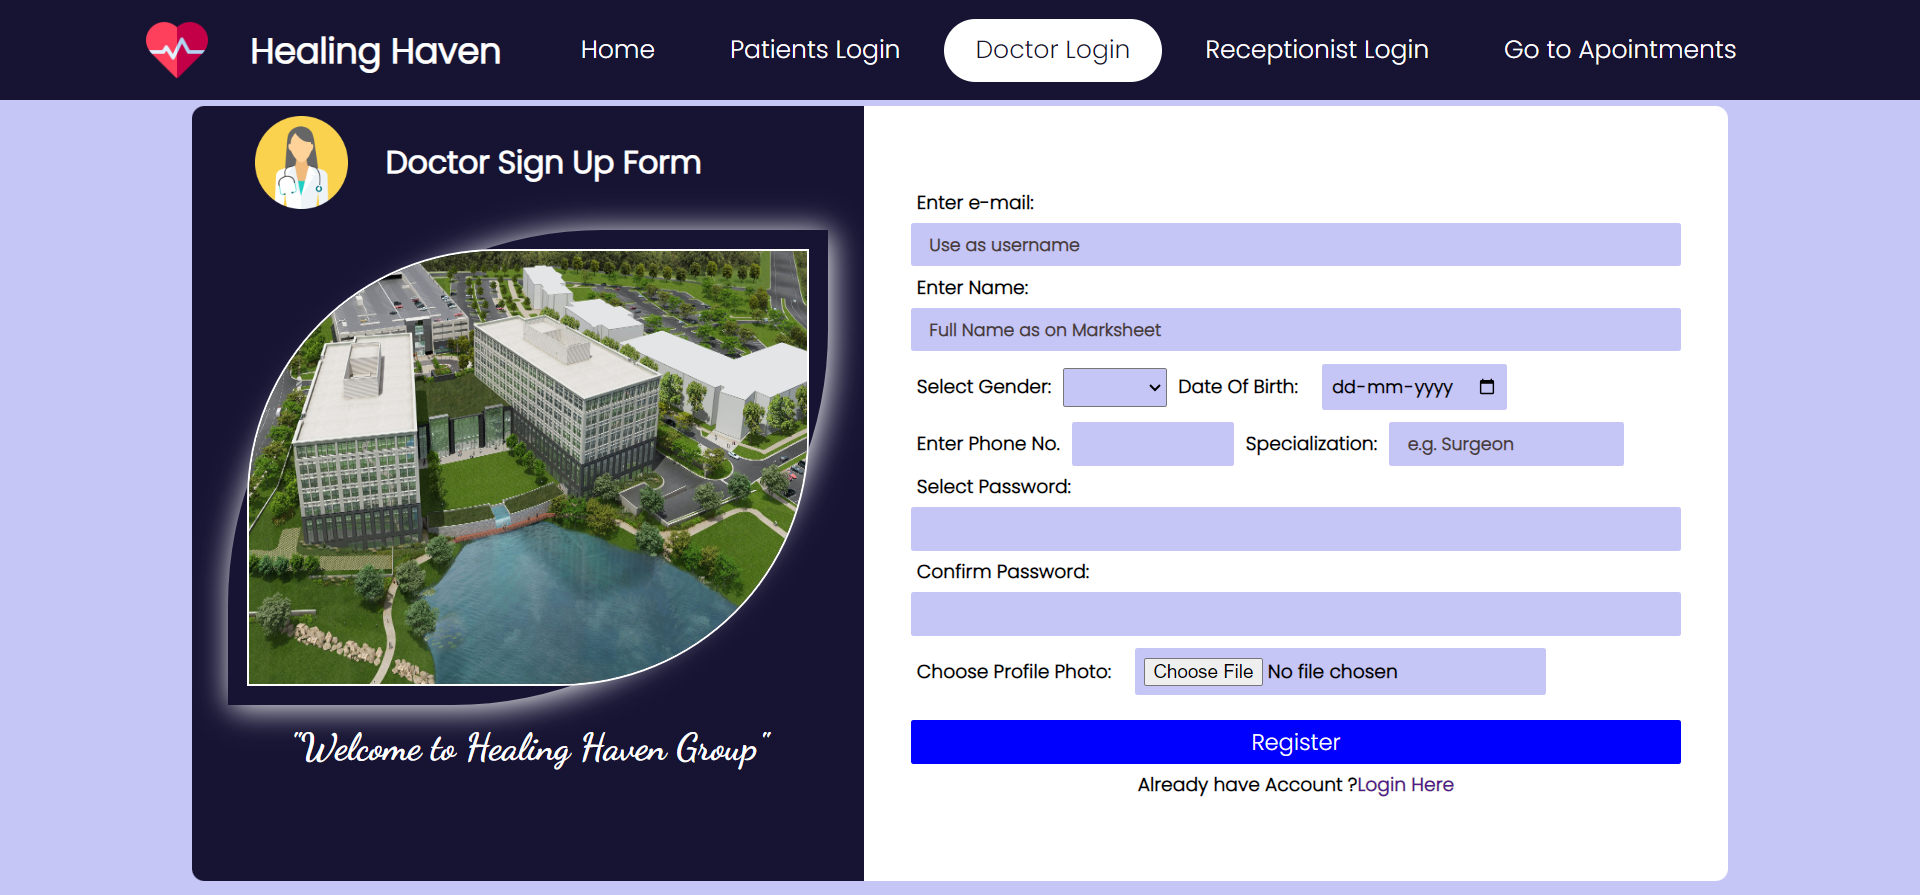 Healing Haven Home Patients Login Doctor Login Receptionist Login Go to Apointments
Doctor Sign Up Form
"Welcome to Healing Haven Group"
Enter e-mail:
Use as username
Enter Name:
Full Name as on Marksheet
Select Gender: Date Of Birth: dd-mm-yyyy
Enter Phone No. Specialization: e.g. Surgeon
Select Password:
Confirm Password:
Choose Profile Photo: Choose File No file chosen
Register
Already have Account ?Login Here